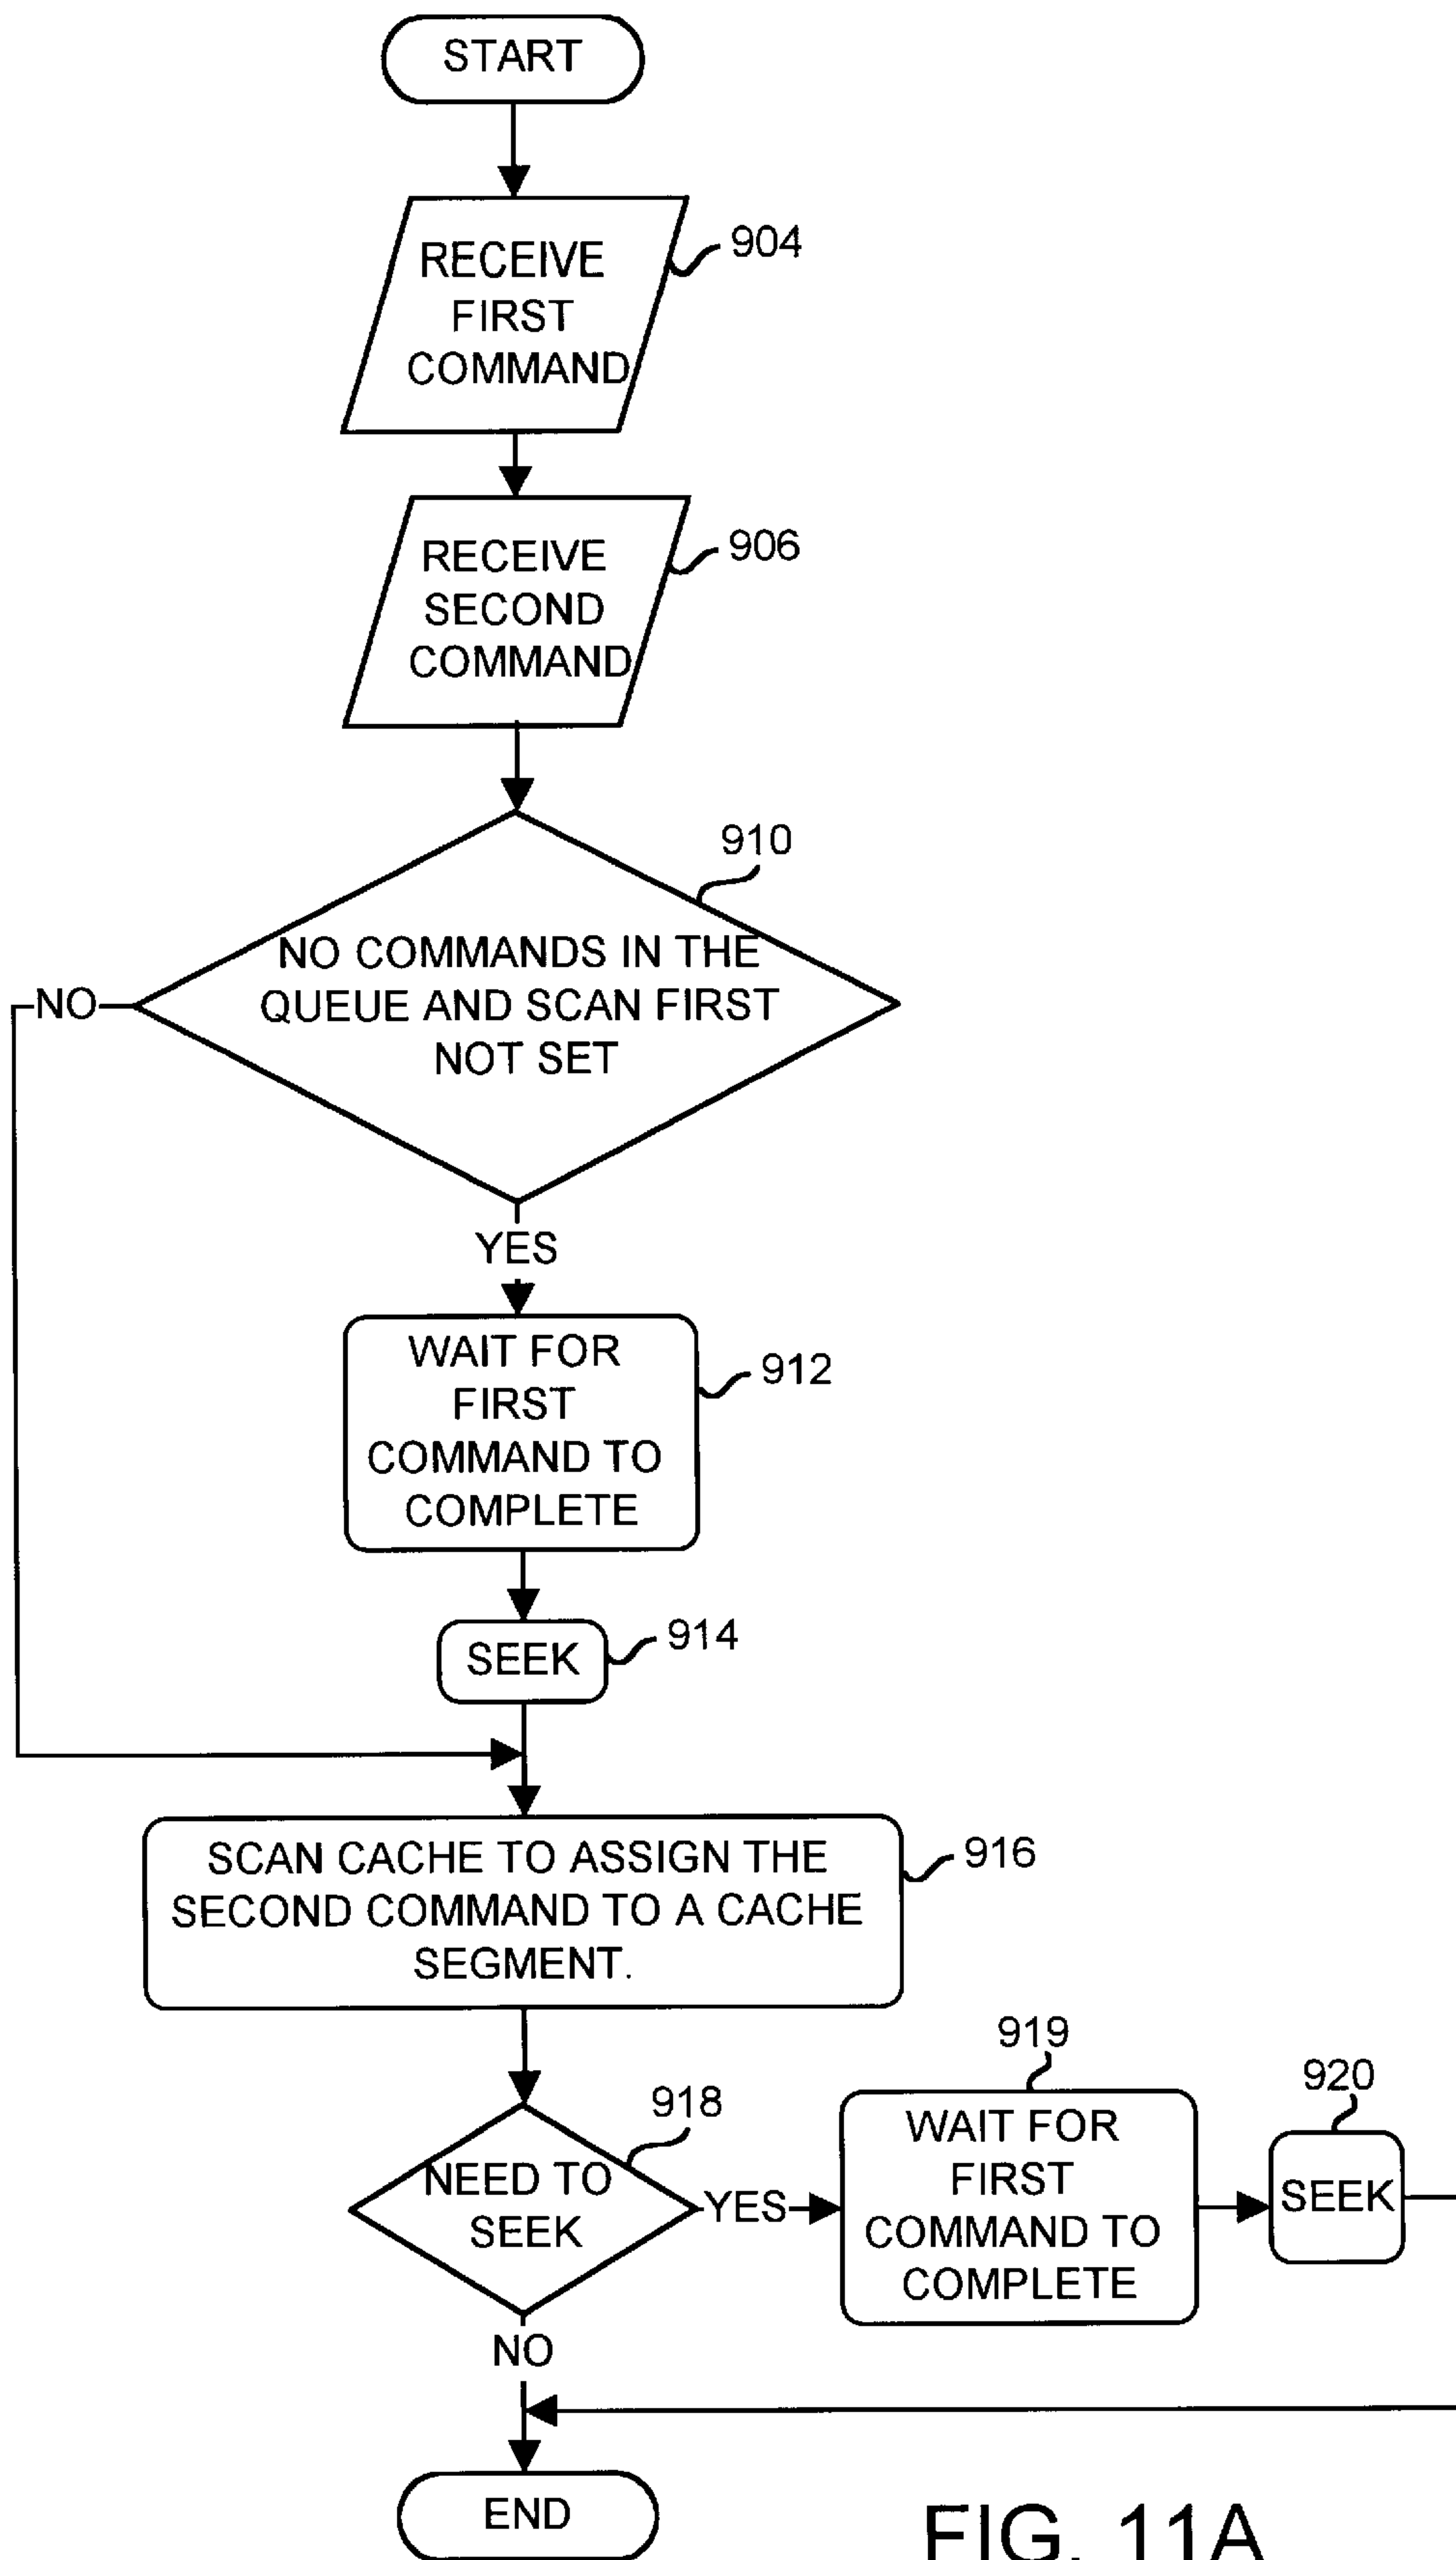 START
RECEIVE
FIRST
COMMAND
904
RECEIVE
SECOND
COMMAND
906
910
NO COMMANDS IN THE
QUEUE AND SCAN FIRST
NOT SET
NO
YES
WAIT FOR
FIRST
COMMAND TO
COMPLETE
912
SEEK
914
SCAN CACHE TO ASSIGN THE
SECOND COMMAND TO A CACHE
SEGMENT.
916
918
NEED TO
SEEK
YES
919
WAIT FOR
FIRST
COMMAND TO
COMPLETE
920
SEEK
NO
END
FIG. 11A